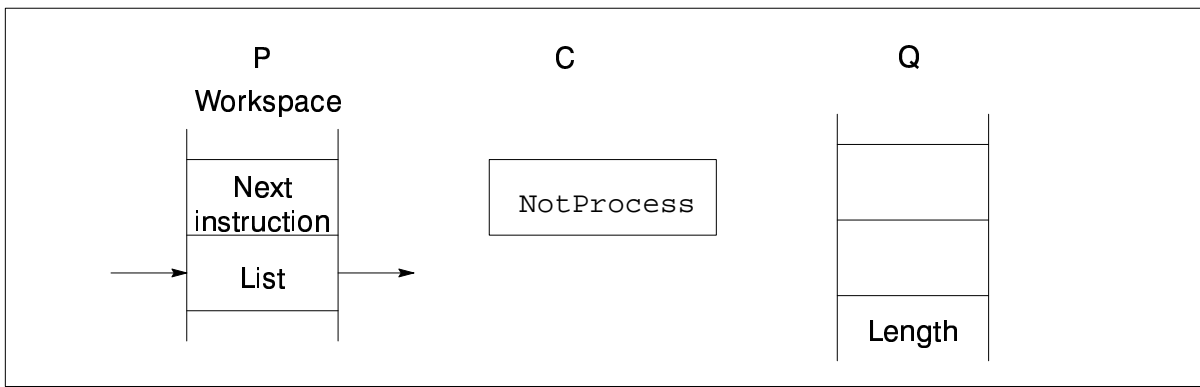 P
C
Q
Workspace
Next
instruction
NotProcess
List
Length